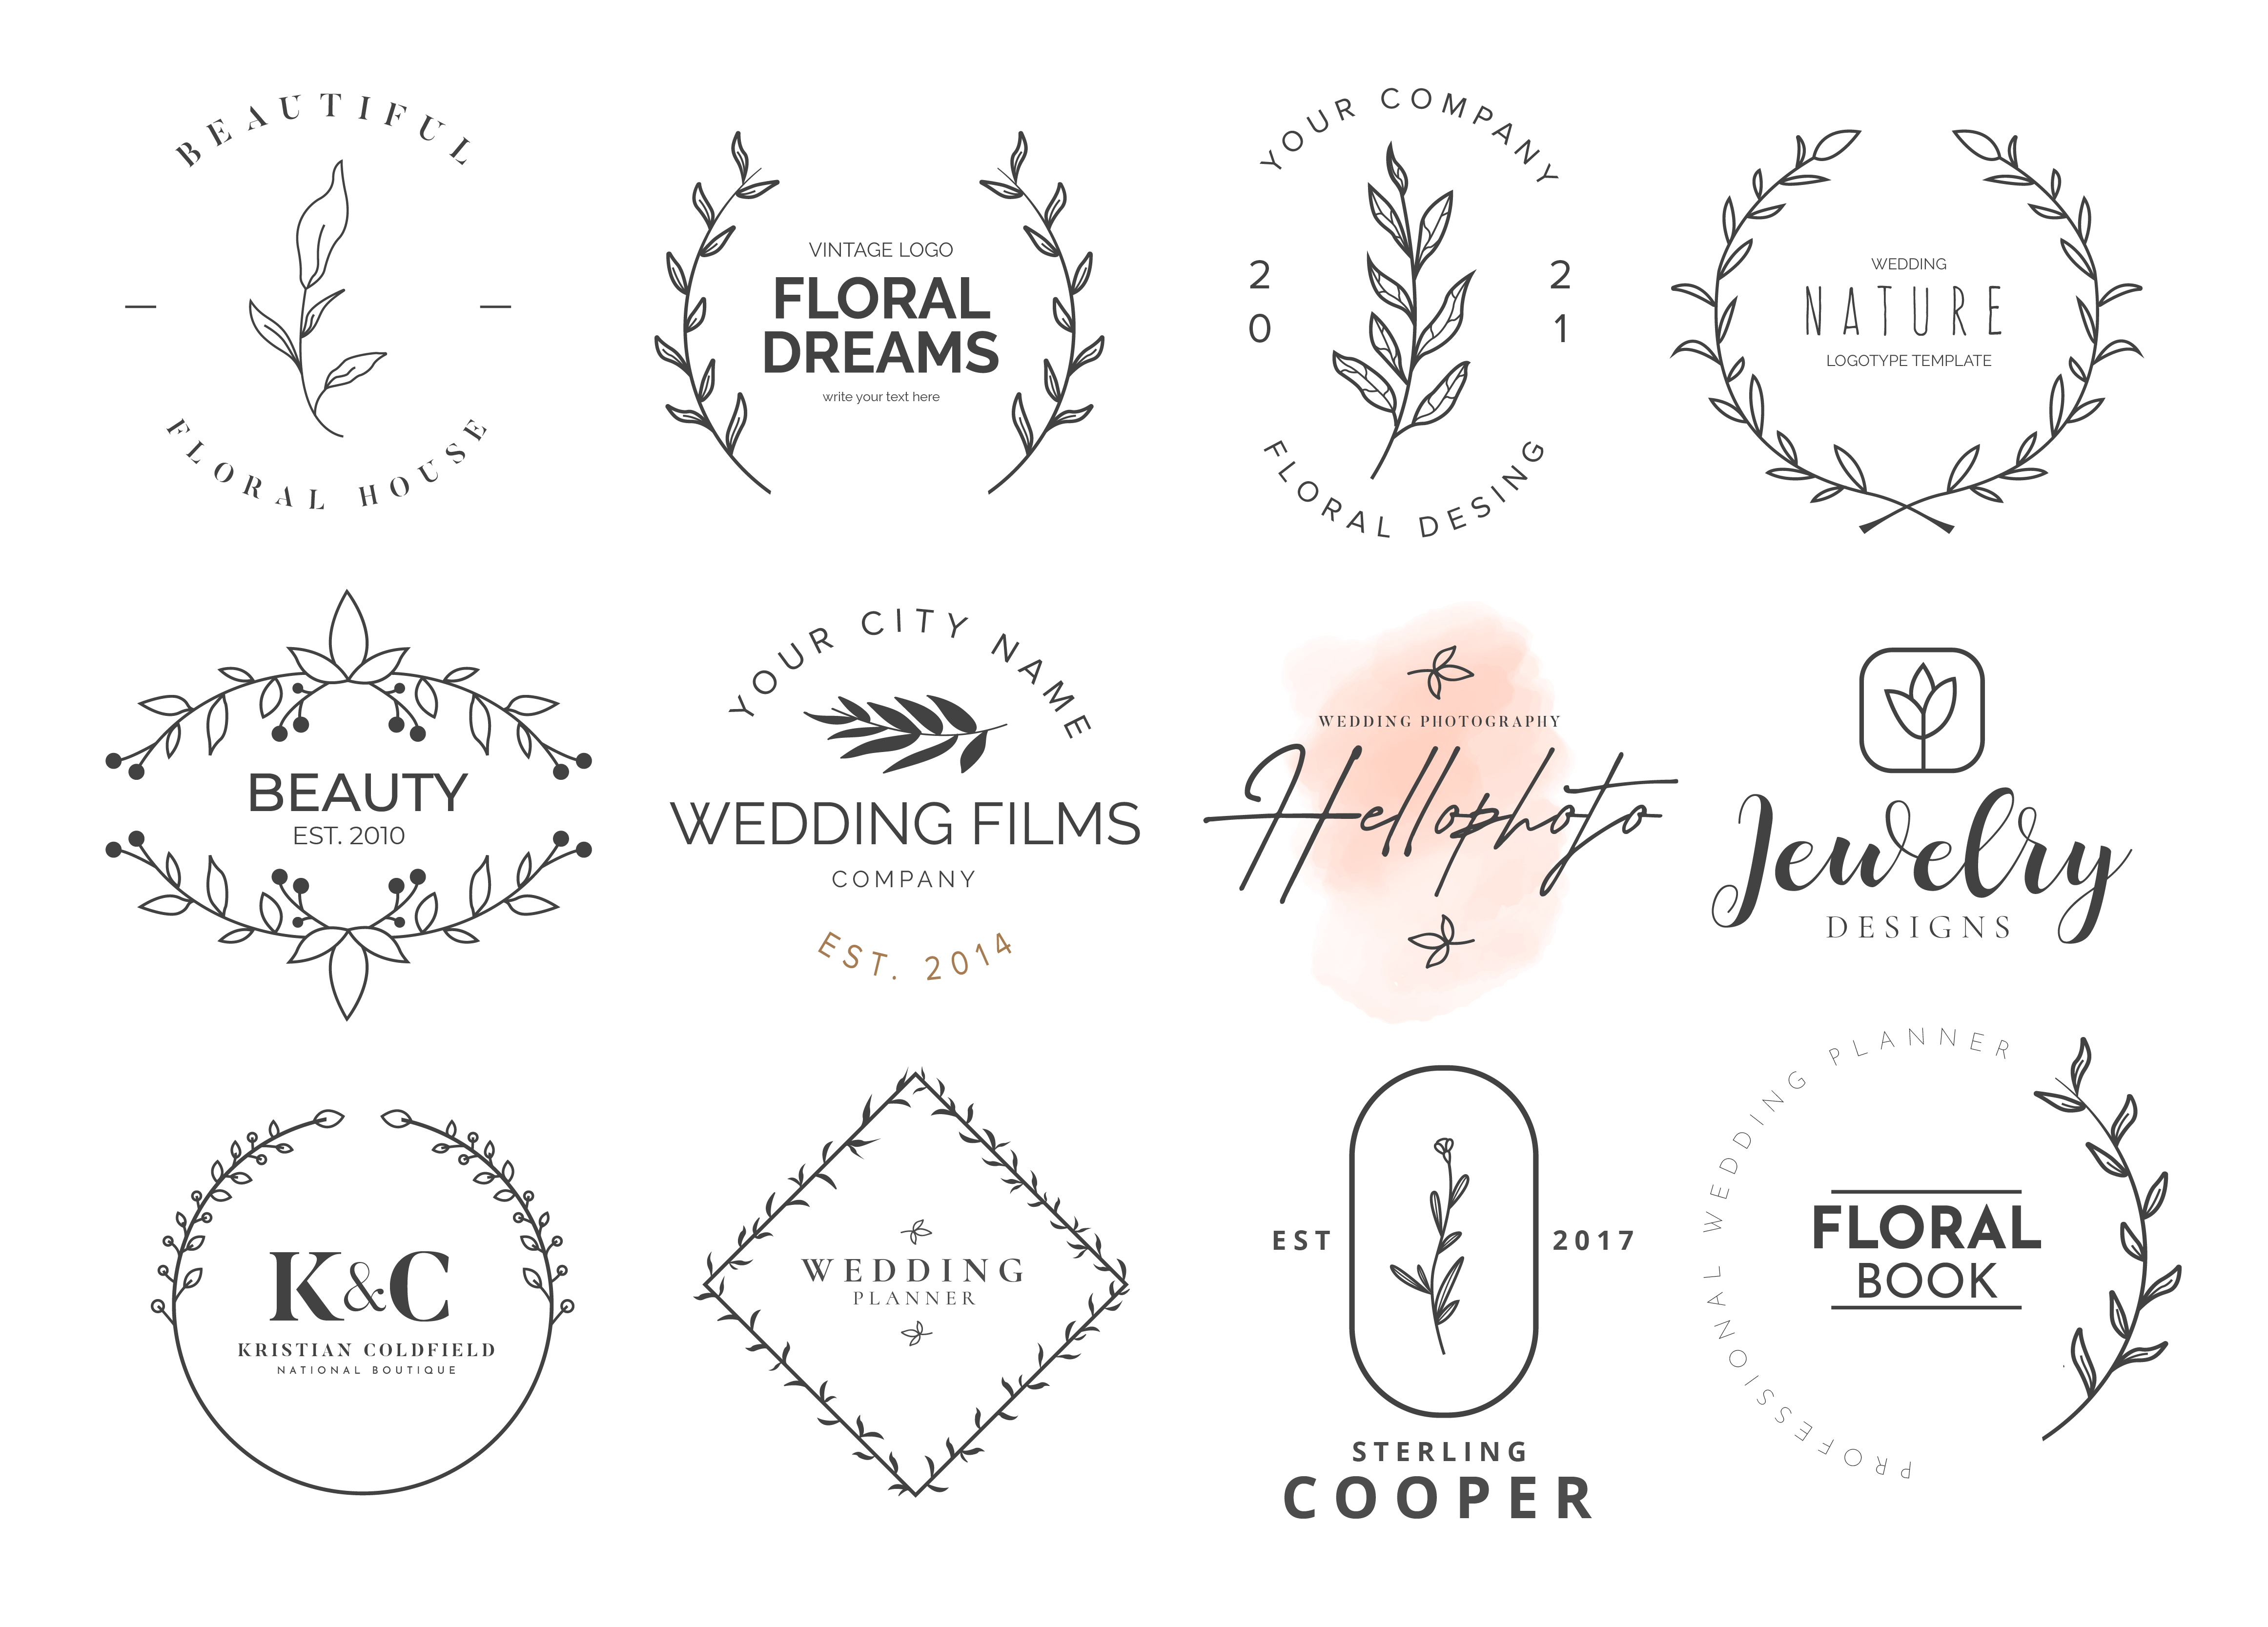 BEAUTIFUL
FLORAL HOUSE
VINTAGE LOGO
FLORAL
DREAMS
write your text here
YOUR COMPANY
2 2
0 1
FLORAL DESING
WEDDING
NATURE
LOGOTYPE TEMPLATE
BEAUTY
EST. 2010
YOUR CITY NAME
WEDDING FILMS
COMPANY
EST. 2014
WEDDING PHOTOGRAPHY
Hellophoto
Jewelry
DESIGNS
K&C
KRISTIAN COLDFIELD
NATIONAL BOUTIQUE
WEDDING
PLANNER
EST 2017
STERLING
COOPER
PROFESSIONAL WEDDING PLANNER
FLORAL
BOOK